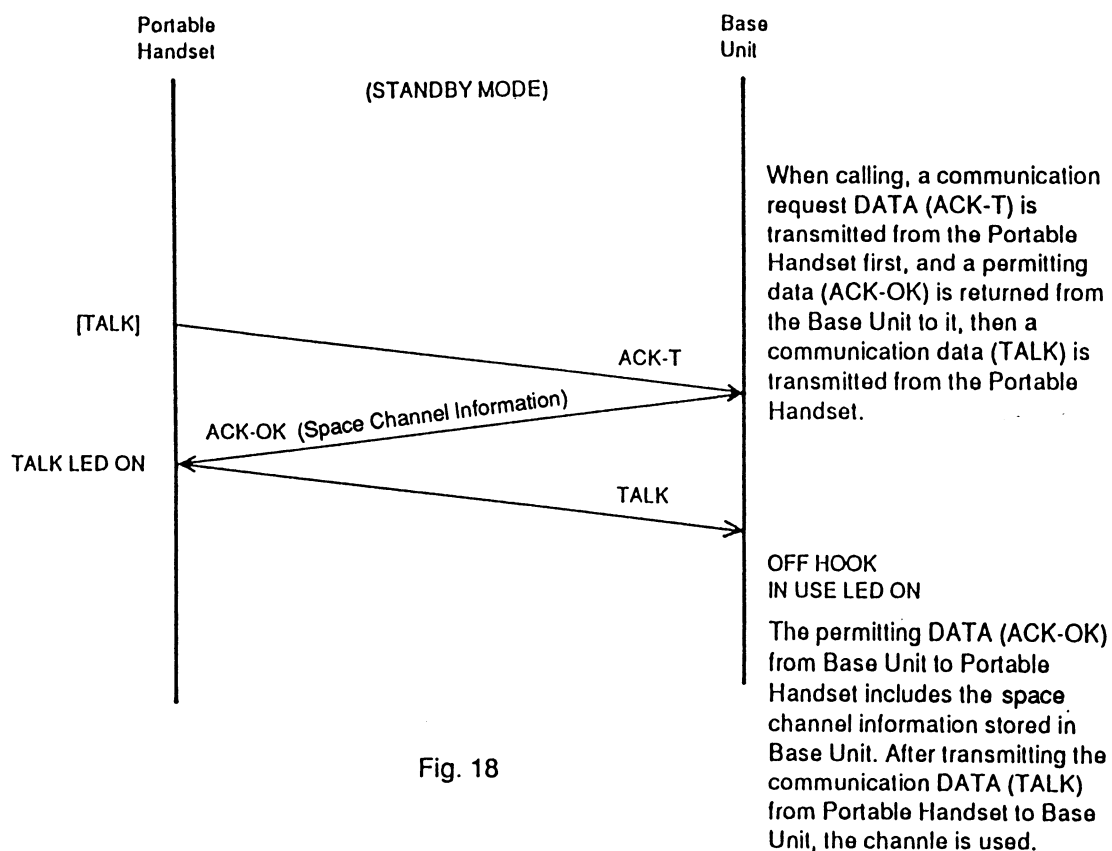 Portable
Handset
Base
Unit
(STANDBY MODE)
When calling, a communication
request DATA (ACK-T) is
transmitted from the Portable
Handset first, and a permitting
data (ACK-OK) is returned from
the Base Unit to it, then a
communication data (TALK) is
transmitted from the Portable
Handset.
[TALK]
ACK-T
ACK-OK (Space Channel Information)
TALK LED ON
TALK
OFF HOOK
IN USE LED ON
The permitting DATA (ACK-OK)
from Base Unit to Portable
Handset includes the space
channel information stored in
Base Unit. After transmitting the
communication DATA (TALK)
from Portable Handset to Base
Unit, the channle is used.
Fig. 18